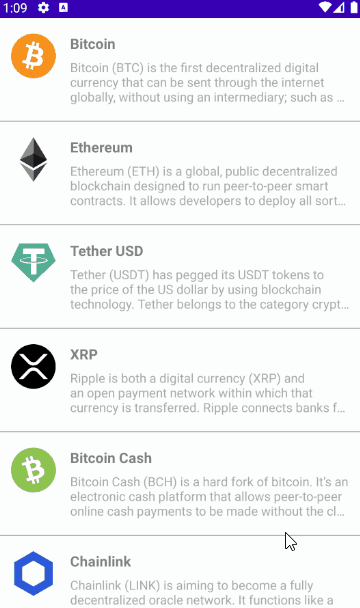 1:09
A
Bitcoin
Bitcoin (BTC) is the first decentralized digital
currency that can be sent through the internet
globally, without using an intermediary; such as ...
Ethereum
Ethereum (ETH) is a global, public decentralized
blockchain designed to run peer-to-peer smart
contracts. It allows developers to deploy all sort...
Tether USD
Tether (USDT) has pegged its USDT tokens to
the price of the US dollar by using blockchain
technology. Tether belongs to the category crypt...
XRP
Ripple is both a digital currency (XRP) and
an open payment network within which that
currency is transferred. Ripple connects banks f...
Bitcoin Cash
Bitcoin Cash (BCH) is a hard fork of bitcoin. It's an
electronic cash platform that allows peer-to-peer
online cash payments to be made without the cl...
Chainlink
Chainlink (LINK) is aiming to become a fully
decentralized oracle network. It functions like a